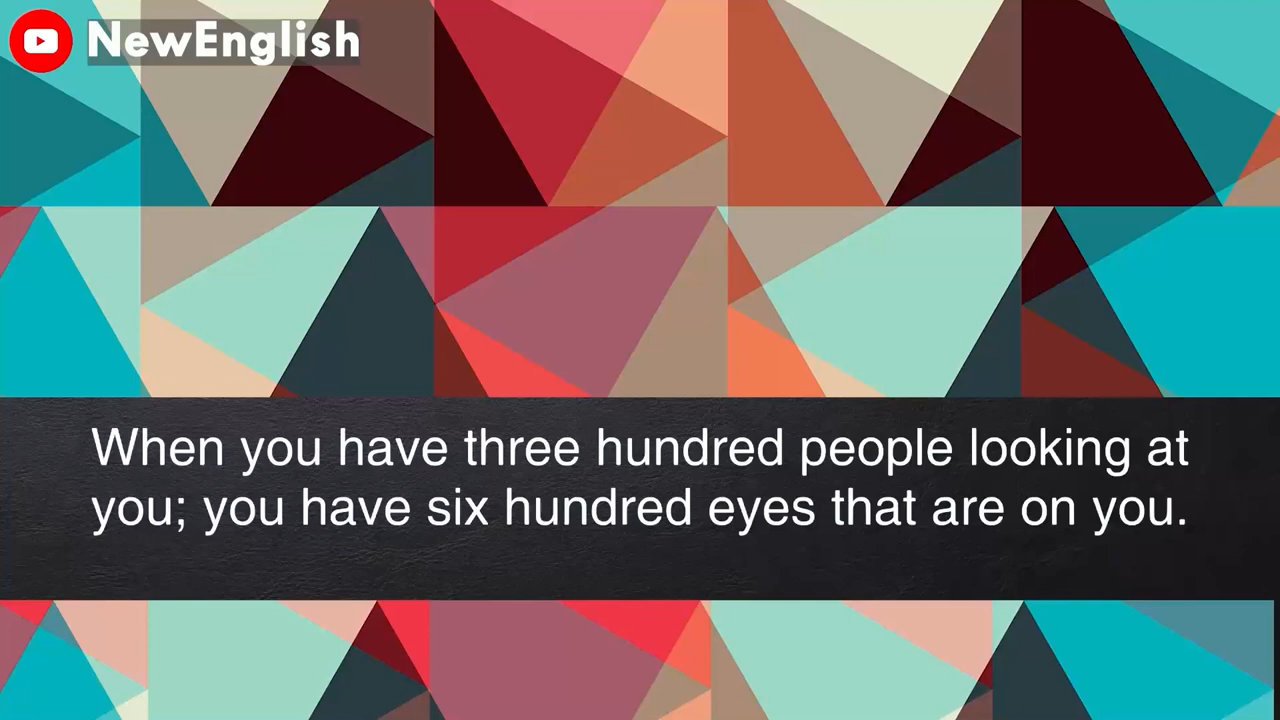 NewEnglish
When you have three hundred people looking at
you; you have six hundred eyes that are on you.